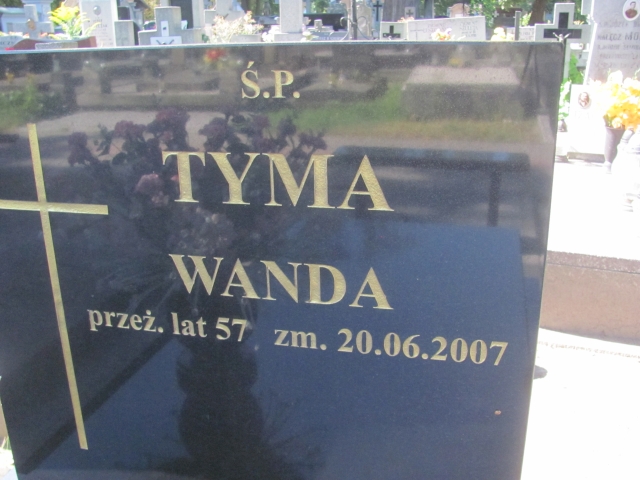 Ś.P.
TYMA
WANDA
przeż. lat 57 zm. 20.06.2007